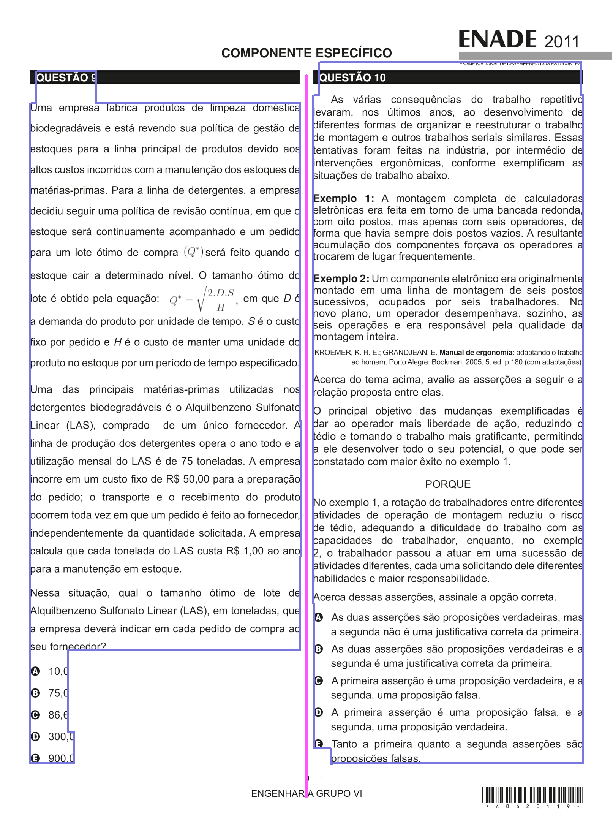 ENADE 2011
COMPONENTE ESPECÍFICO
QUESTÃO 9
Uma empresa fabrica produtos de limpeza doméstica
biodegradáveis e está revendo sua política de gestão de
estoques para a linha principal de produtos devido aos
altos custos incorridos com a manutenção dos estoques de
matérias-primas. Para a linha de detergentes, a empresa
decidiu seguir uma política de revisão contínua, em que o
estoque será continuamente acompanhado e um pedido
para um lote ótimo de compra (Q*) será feito quando o
estoque cair a determinado nível. O tamanho ótimo do
lote é obtido pela equação: Q* = √(2.D.S/H), em que D é
a demanda do produto por unidade de tempo, S é o custo
fixo por pedido e H é o custo de manter uma unidade do
produto no estoque por um período de tempo especificado.
Uma das principais matérias-primas utilizadas nos
detergentes biodegradáveis é o Alquilbenzeno Sulfonato
Linear (LAS), comprado de um único fornecedor. A
linha de produção dos detergentes opera o ano todo e a
utilização mensal do LAS é de 75 toneladas. A empresa
incorre em um custo fixo de R$ 50,00 para a preparação
do pedido; o transporte e o recebimento do produto
ocorrem toda vez em que um pedido é feito ao fornecedor,
independentemente da quantidade solicitada. A empresa
calcula que cada tonelada do LAS custa R$ 1,00 ao ano
para a manutenção em estoque.
Nessa situação, qual o tamanho ótimo de lote de
Alquilbenzeno Sulfonato Linear (LAS), em toneladas, que
a empresa deverá indicar em cada pedido de compra ao
seu fornecedor?
A 10,0
B 75,0
C 86,6
D 300,0
E 900,0
QUESTÃO 10
As várias consequências do trabalho repetitivo
levaram, nos últimos anos, ao desenvolvimento de
diferentes formas de organizar e reestruturar o trabalho
de montagem e outros trabalhos seriais similares. Essas
tentativas foram feitas na indústria, por intermédio de
intervenções ergonômicas, conforme exemplificam as
situações de trabalho abaixo.
Exemplo 1: A montagem completa de calculadoras
eletrônicas era feita em torno de uma bancada redonda,
com oito postos, mas apenas com seis operadores, de
forma que havia sempre dois postos vazios. A resultante
acumulação dos componentes forçava os operadores a
trocarem de lugar frequentemente.
Exemplo 2: Um componente eletrônico era originalmente
montado em uma linha de montagem de seis postos
sucessivos, ocupados por seis trabalhadores. No
novo plano, um operador desempenhava, sozinho, as
seis operações e era responsável pela qualidade da
montagem inteira.
KROEMER, K. H. E.; GRANDJEAN, E. Manual de ergonomia: adaptando o trabalho
ao homem. Porto Alegre: Bookman, 2005, 5. ed. p 180 (com adaptações).
Acerca do tema acima, avalie as asserções a seguir e a
relação proposta entre elas.
O principal objetivo das mudanças exemplificadas é
dar ao operador mais liberdade de ação, reduzindo o
tédio e tornando o trabalho mais gratificante, permitindo
a ele desenvolver todo o seu potencial, o que pode ser
constatado com maior êxito no exemplo 1.
PORQUE
No exemplo 1, a rotação de trabalhadores entre diferentes
atividades de operação de montagem reduziu o risco
de tédio, adequando a dificuldade do trabalho com as
capacidades do trabalhador, enquanto, no exemplo
2, o trabalhador passou a atuar em uma sucessão de
atividades diferentes, cada uma solicitando dele diferentes
habilidades e maior responsabilidade.
Acerca dessas asserções, assinale a opção correta.
A As duas asserções são proposições verdadeiras, mas
a segunda não é uma justificativa correta da primeira.
B As duas asserções são proposições verdadeiras e a
segunda é uma justificativa correta da primeira.
C A primeira asserção é uma proposição verdadeira, e a
segunda, uma proposição falsa.
D A primeira asserção é uma proposição falsa, e a
segunda, uma proposição verdadeira.
E Tanto a primeira quanto a segunda asserções são
proposições falsas.
ENGENHARIA GRUPO VI